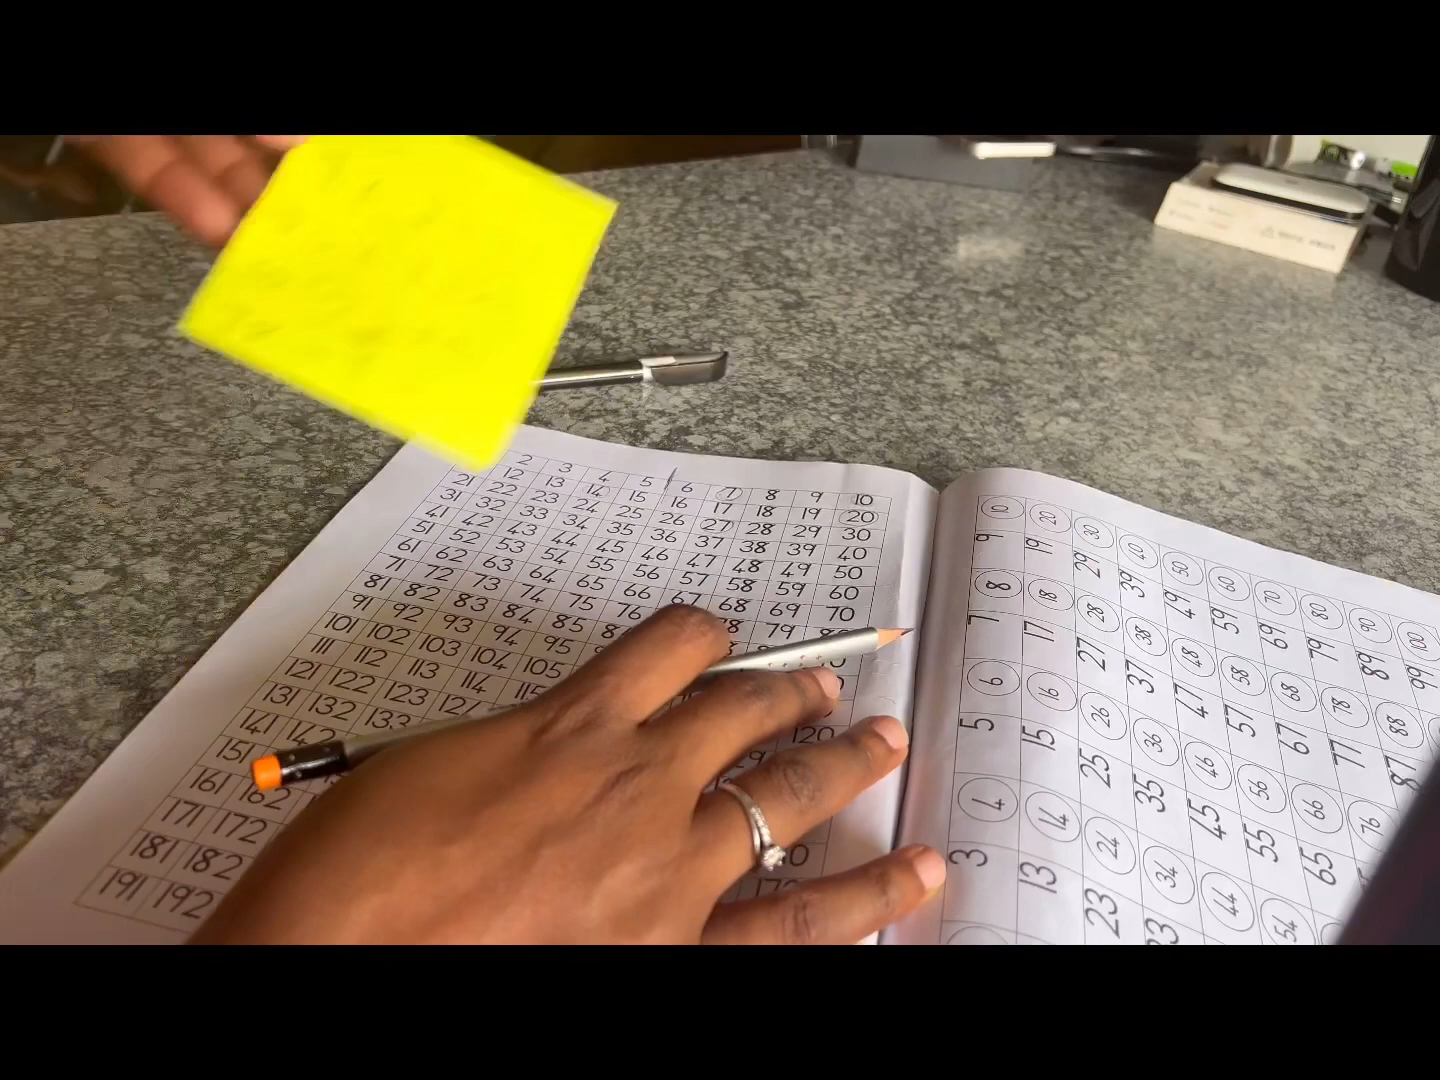 2 3 4 5 6 7 8 9 10
12 13 14 15 16 17 18 19 20
21 22 23 24 25 26 27 28 29 30
31 32 33 34 35 36 37 38 39 40
41 42 43 44 45 46 47 48 49 50
51 52 53 54 55 56 57 58 59 60
61 62 63 64 65 66 67 68 69 70
71 72 73 74 75 76 79
81 82 83 84 85
91 92 93 94 95
101 102 103 104 105
111 112 113 114 115 120
121 122 123 124
131 132 133
141 142
151
161 162
171 172
181 182
191 192
3 4 5 6 7 8 9 10
13 14 15 16 17 18 19 20
23 24 25 26 27 28 29 30
34 35 36 37 38 39 40
44 45 46 47 48 49 50
54 55 56 57 58 59 60
65 66 67 68 69 70
76 77 78 79 80
87 88 89 90
99 100